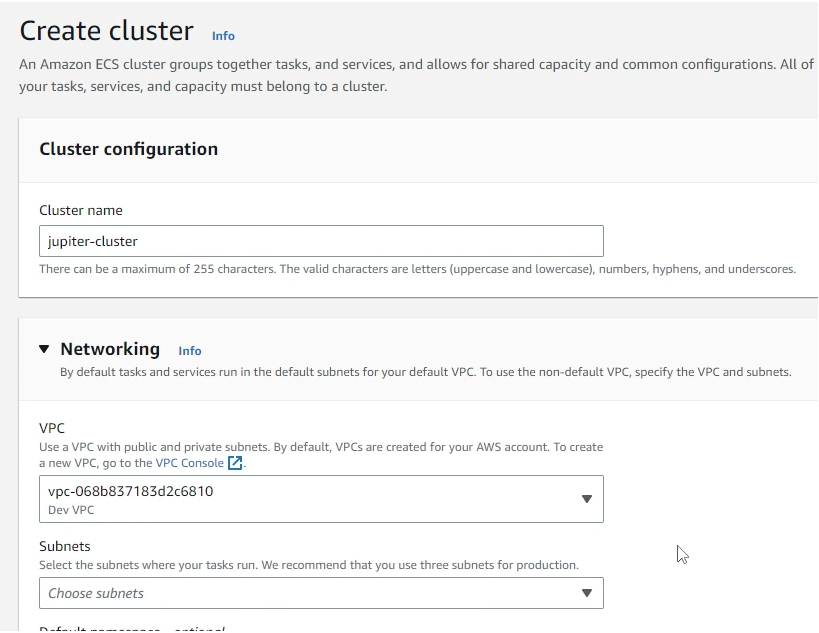 Create cluster Info
An Amazon ECS cluster groups together tasks, and services, and allows for shared capacity and common configurations. All of
your tasks, services, and capacity must belong to a cluster.
Cluster configuration
Cluster name
jupiter-cluster
There can be a maximum of 255 characters. The valid characters are letters (uppercase and lowercase), numbers, hyphens, and underscores.
Networking Info
By default tasks and services run in the default subnets for your default VPC. To use the non-default VPC, specify the VPC and subnets.
VPC
Use a VPC with public and private subnets. By default, VPCs are created for your AWS account. To create
a new VPC, go to the VPC Console.
vpc-068b837183d2c6810
Dev VPC
Subnets
Select the subnets where your tasks run. We recommend that you use three subnets for production.
Choose subnets
Default namespace - optional